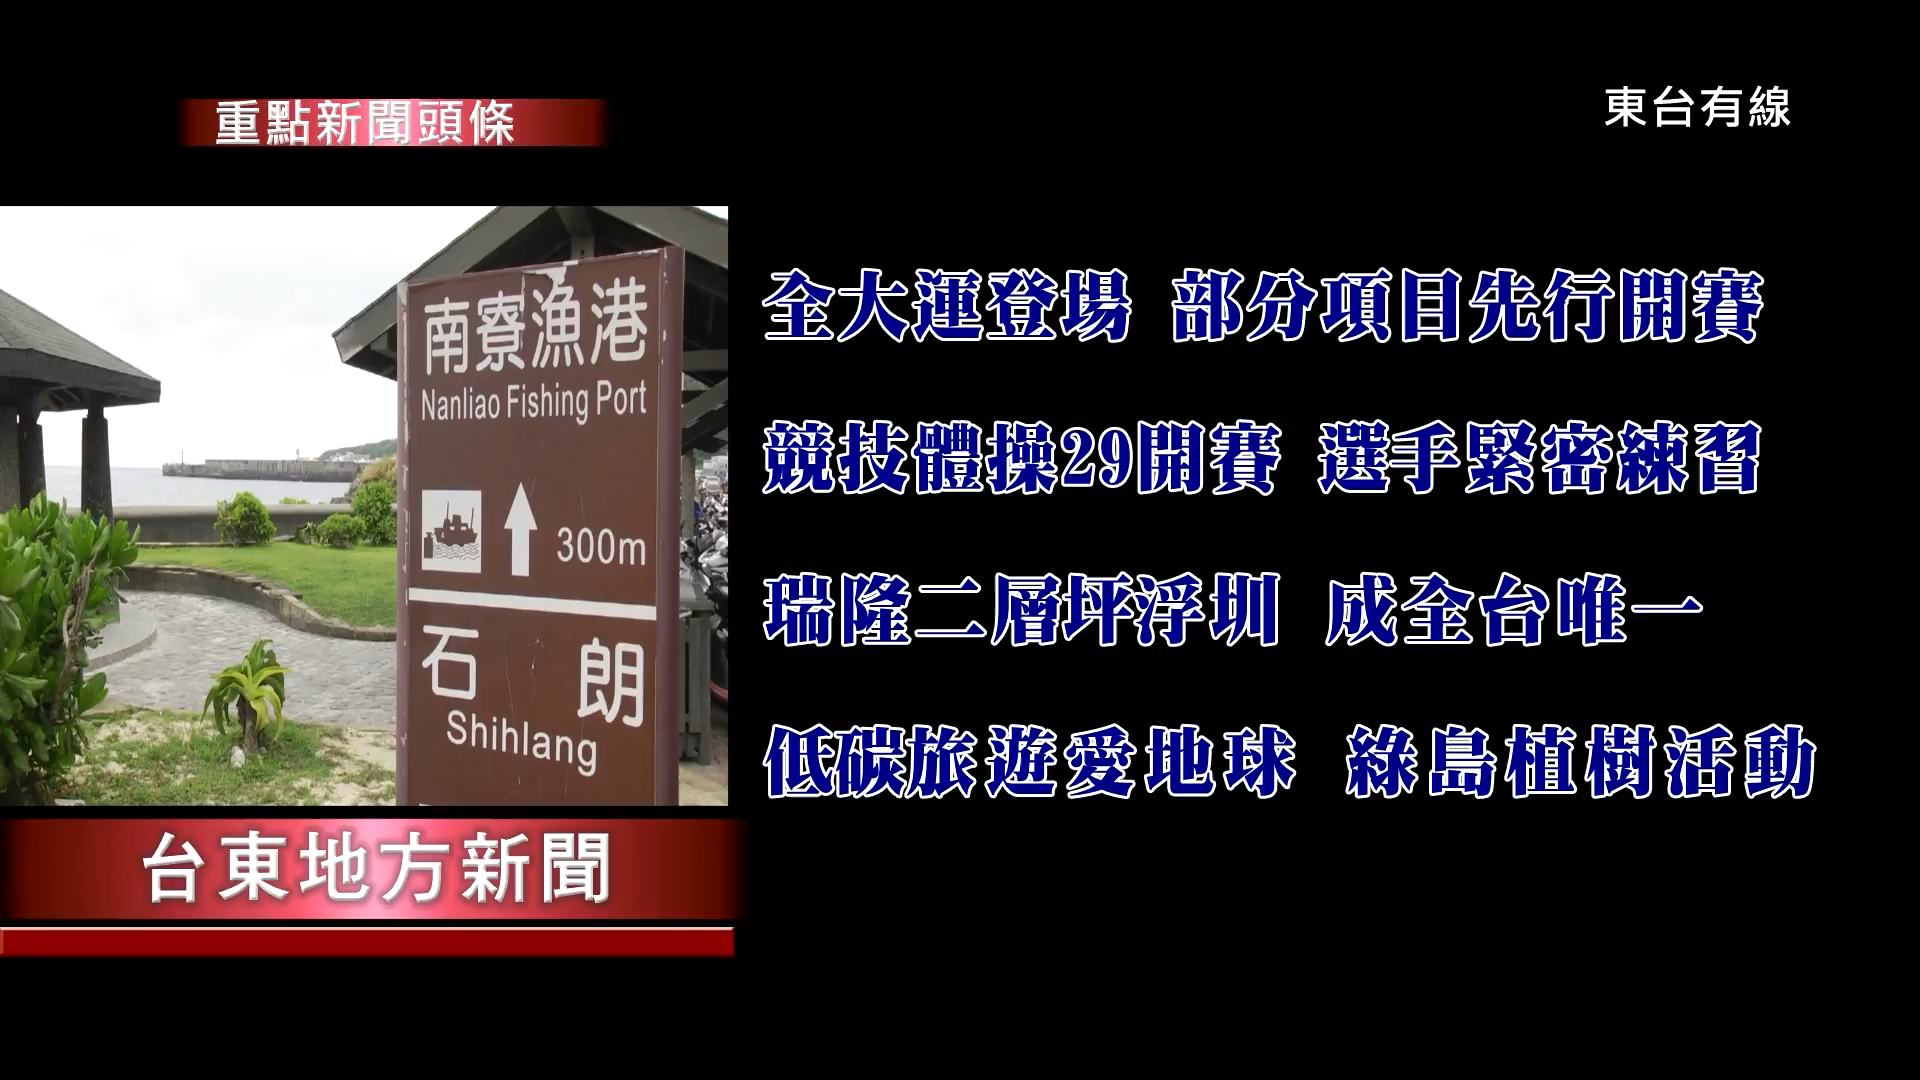 重點新聞頭條
東台有線
南寮漁港
Nanliao Fishing Port
300m
石朗
Shihlang
全大運登場 部分項目先行開賽
競技體操29開賽 選手緊密練習
瑞隆二層坪浮圳 成全台唯一
低碳旅遊愛地球 綠島植樹活動
台東地方新聞